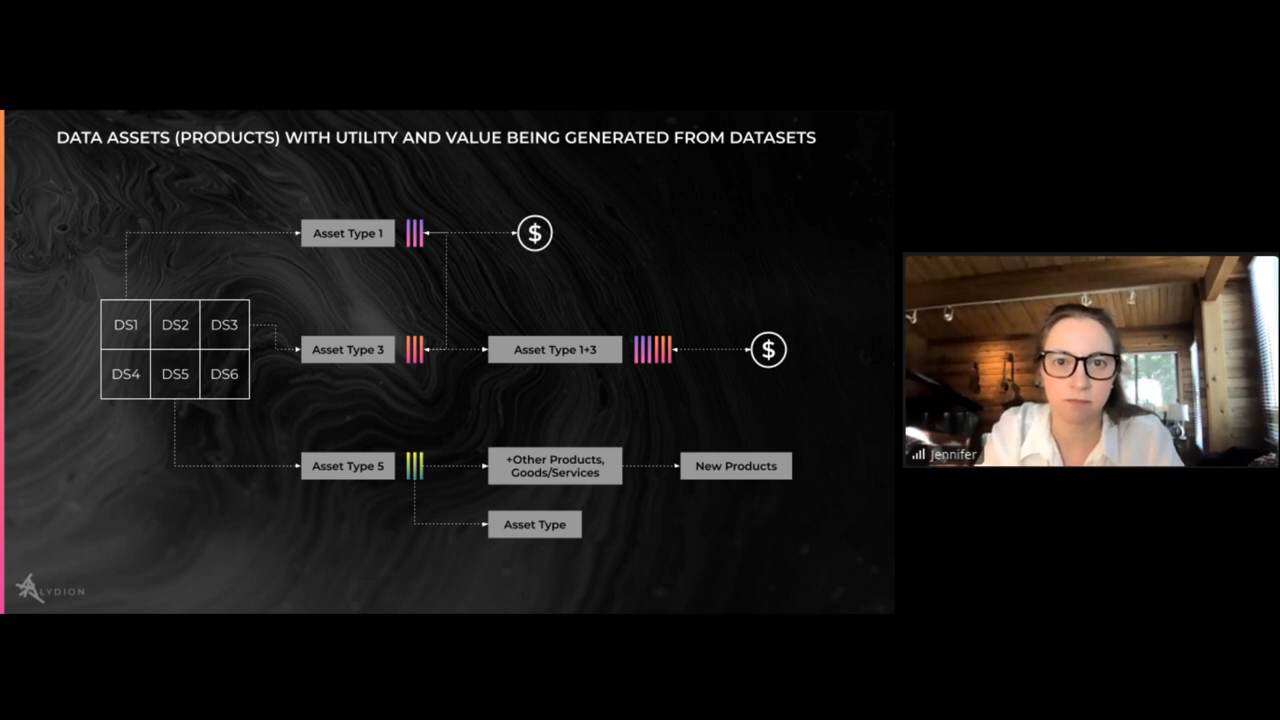 DATA ASSETS (PRODUCTS) WITH UTILITY AND VALUE BEING GENERATED FROM DATASETS
Asset Type 1
$
DS1 DS2 DS3
DS4 DS5 DS6
Asset Type 3
Asset Type 1+3
$
Asset Type 5
+Other Products,
Goods/Services
New Products
Asset Type
ALYDION
Jennifer